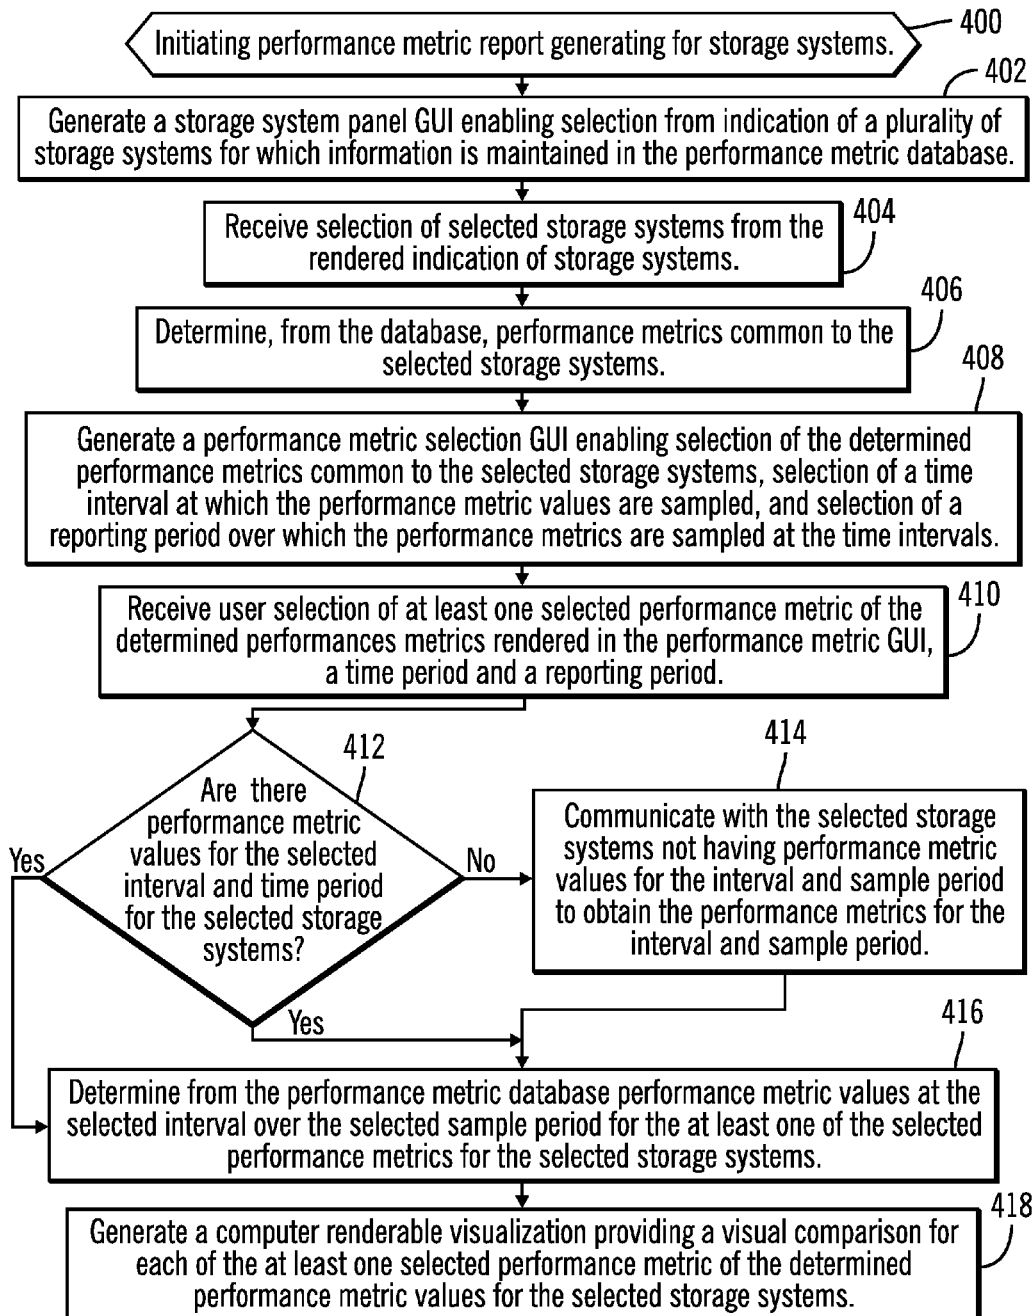 Initiating performance metric report generating for storage systems.
400
402
Generate a storage system panel GUI enabling selection from indication of a plurality of
storage systems for which information is maintained in the performance metric database.
404
Receive selection of selected storage systems from the
rendered indication of storage systems.
406
Determine, from the database, performance metrics common to the
selected storage systems.
408
Generate a performance metric selection GUI enabling selection of the determined
performance metrics common to the selected storage systems, selection of a time
interval at which the performance metric values are sampled, and selection of a
reporting period over which the performance metrics are sampled at the time intervals.
410
Receive user selection of at least one selected performance metric of the
determined performances metrics rendered in the performance metric GUI,
a time period and a reporting period.
412
Are there
performance metric
values for the selected
interval and time period
for the selected storage
systems?
Yes
No
Yes
414
Communicate with the selected storage
systems not having performance metric
values for the interval and sample period
to obtain the performance metrics for the
interval and sample period.
416
Determine from the performance metric database performance metric values at the
selected interval over the selected sample period for the at least one of the selected
performance metrics for the selected storage systems.
418
Generate a computer renderable visualization providing a visual comparison for
each of the at least one selected performance metric of the determined
performance metric values for the selected storage systems.